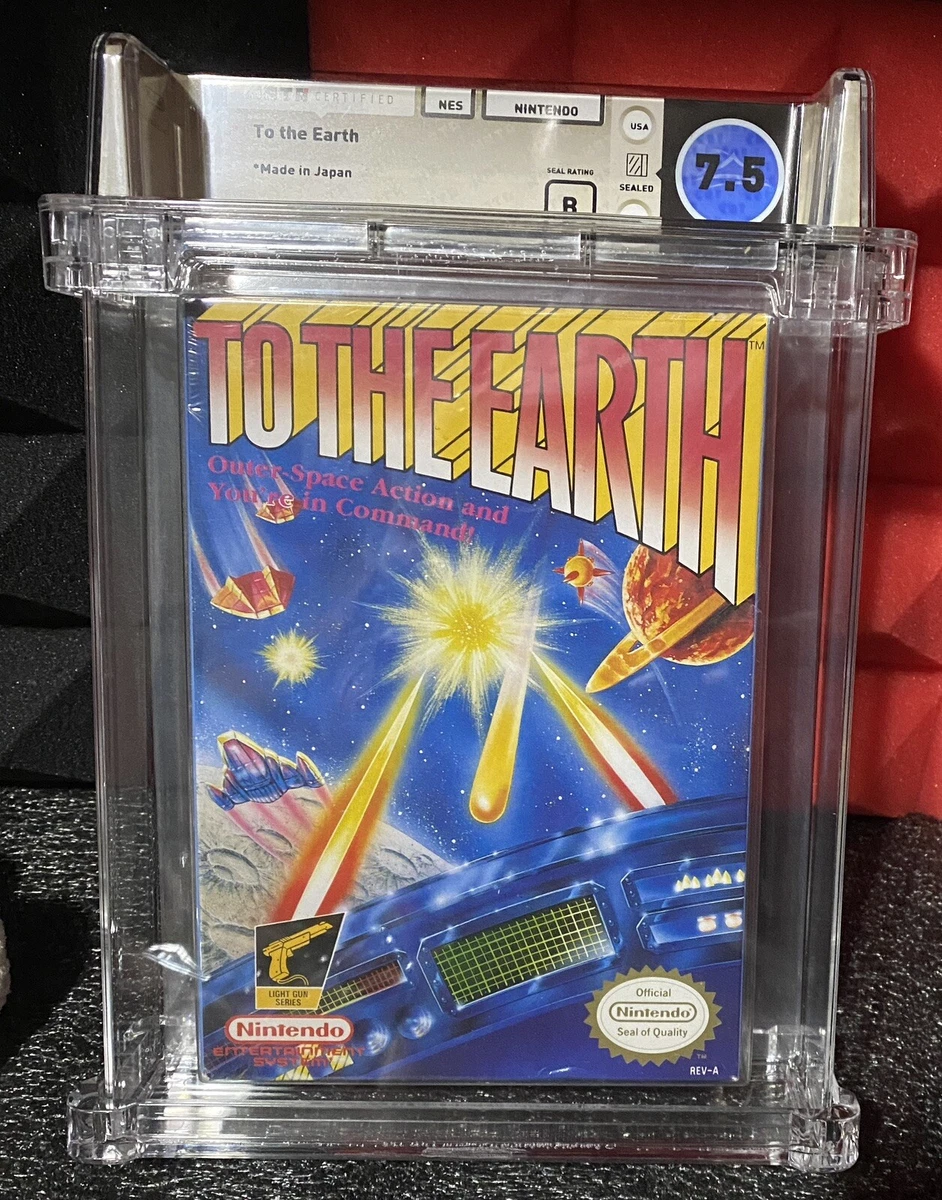 CERTIFIED
NES
NINTENDO
USA
To the Earth
*Made in Japan
SEAL RATING
B
SEALED
7.5
TO THE EARTH
TM
Outer Space Action and
You're in Command!
LIGHT GUN
SERIES
Nintendo
ENTERTAINMENT
SYSTEM
Official
Nintendo
Seal of Quality
TM
REV-A